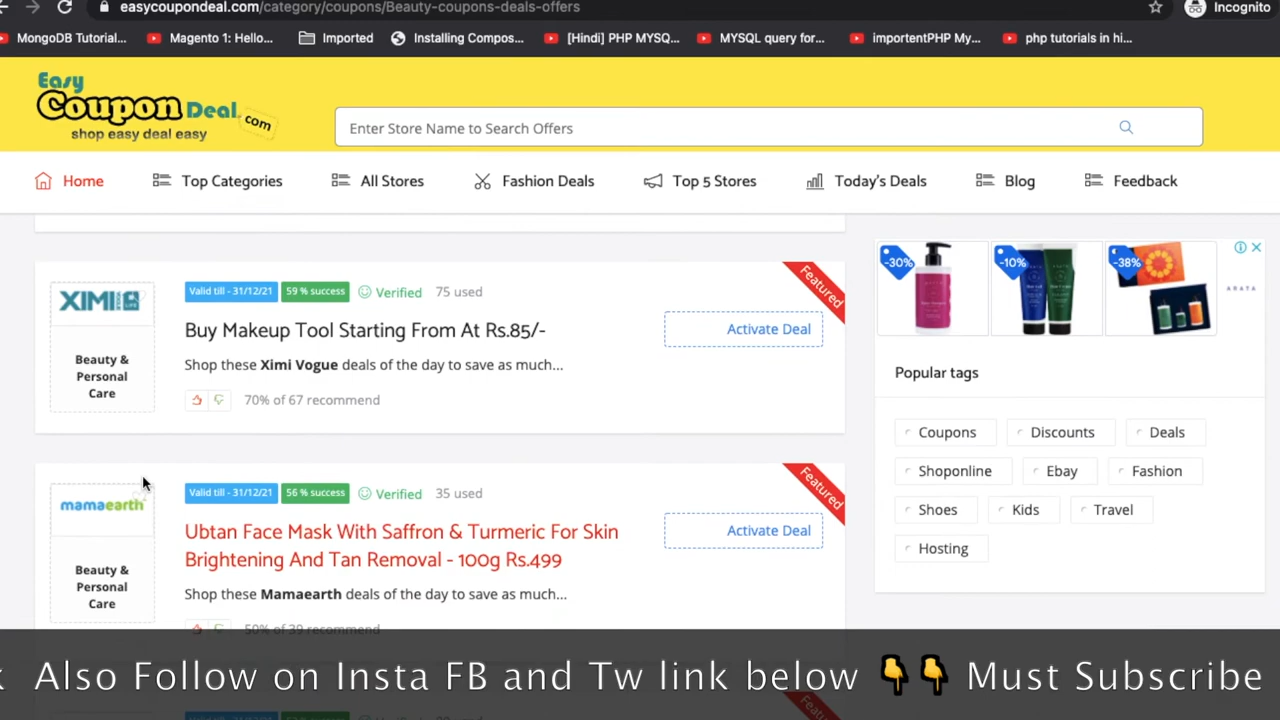 easycoupondeal.com/category/coupons/Beauty-coupons-deals-offers
Incognito
MongoDB Tutorial...
Magento 1: Hello...
Imported
Installing Compos...
[Hindi] PHP MYSQ...
MYSQL query for...
importentPHP My...
php tutorials in hi...
Easy
Coupon Deal.com
shop easy deal easy
Enter Store Name to Search Offers
Home
Top Categories
All Stores
Fashion Deals
Top 5 Stores
Today's Deals
Blog
Feedback
XIMI VOGUE LIFE
Beauty &
Personal
Care
Valid till - 31/12/21
59 % success
Verified
75 used
Featured
Buy Makeup Tool Starting From At Rs.85/-
Activate Deal
Shop these Ximi Vogue deals of the day to save as much...
70% of 67 recommend
mamaearth
Beauty &
Personal
Care
Valid till - 31/12/21
56 % success
Verified
35 used
Featured
Ubtan Face Mask With Saffron & Turmeric For Skin
Brightening And Tan Removal - 100g Rs.499
Activate Deal
Shop these Mamaearth deals of the day to save as much...
50% of 39 recommend
-30%
-10%
-38%
ARATA
Popular tags
Coupons
Discounts
Deals
Shoponline
Ebay
Fashion
Shoes
Kids
Travel
Hosting
k Also Follow on Insta FB and Tw link below 👇👇 Must Subscribe